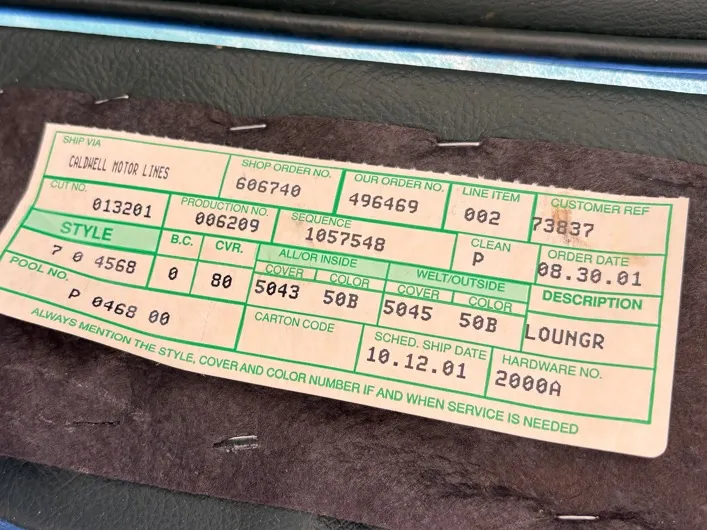 SHIP VIA
CALDWELL MOTOR LINES
SHOP ORDER NO.
606740
OUR ORDER NO.
496469
LINE ITEM
002
CUSTOMER REF
73837
CUT NO.
013201
PRODUCTION NO.
006209
SEQUENCE
1057548
CLEAN
P
ORDER DATE
08.30.01
STYLE
7 0 4568
B.C.
0
CVR.
80
ALL/OR INSIDE
COVER COLOR
5043 50B
WELT/OUTSIDE
COVER COLOR
5045 50B
DESCRIPTION
LOUNGR
POOL NO.
P 0468 00
CARTON CODE
SCHED. SHIP DATE
10.12.01
HARDWARE NO.
2000A
ALWAYS MENTION THE STYLE, COVER AND COLOR NUMBER IF AND WHEN SERVICE IS NEEDED